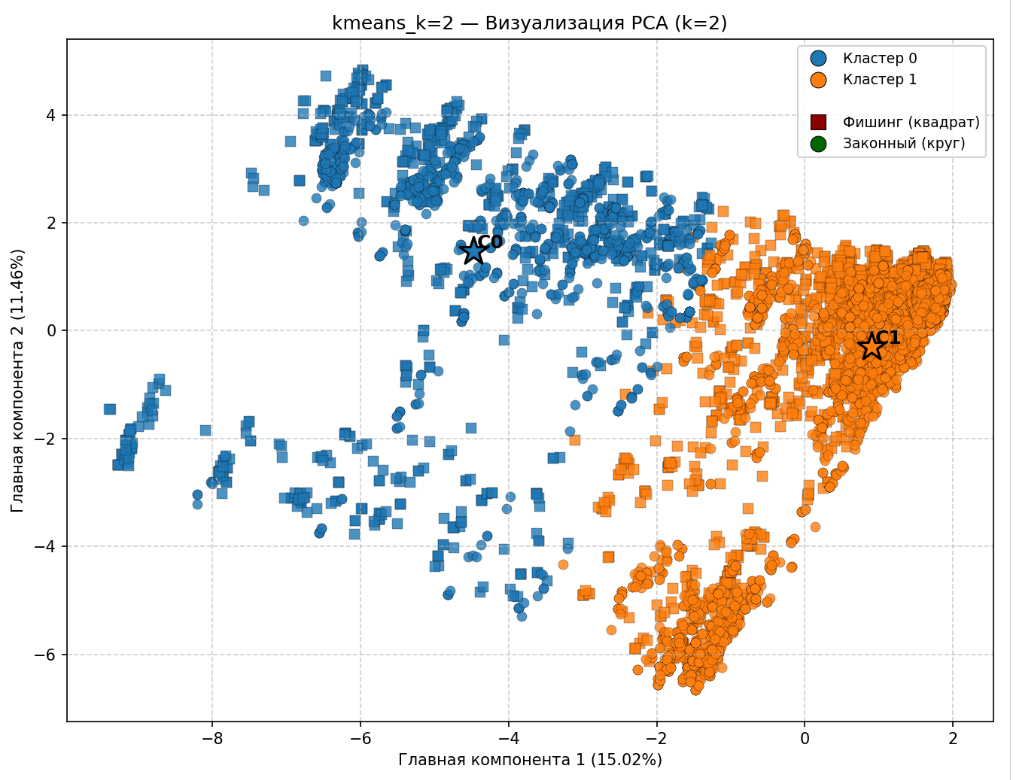 kmeans_k=2 — Визуализация PCA (k=2)
Кластер 0
Кластер 1
Фишинг (квадрат)
Законный (круг)
Главная компонента 2 (11.46%)
4
2
0
−2
−4
−6
C0
C1
−8
−6
−4
−2
0
2
Главная компонента 1 (15.02%)